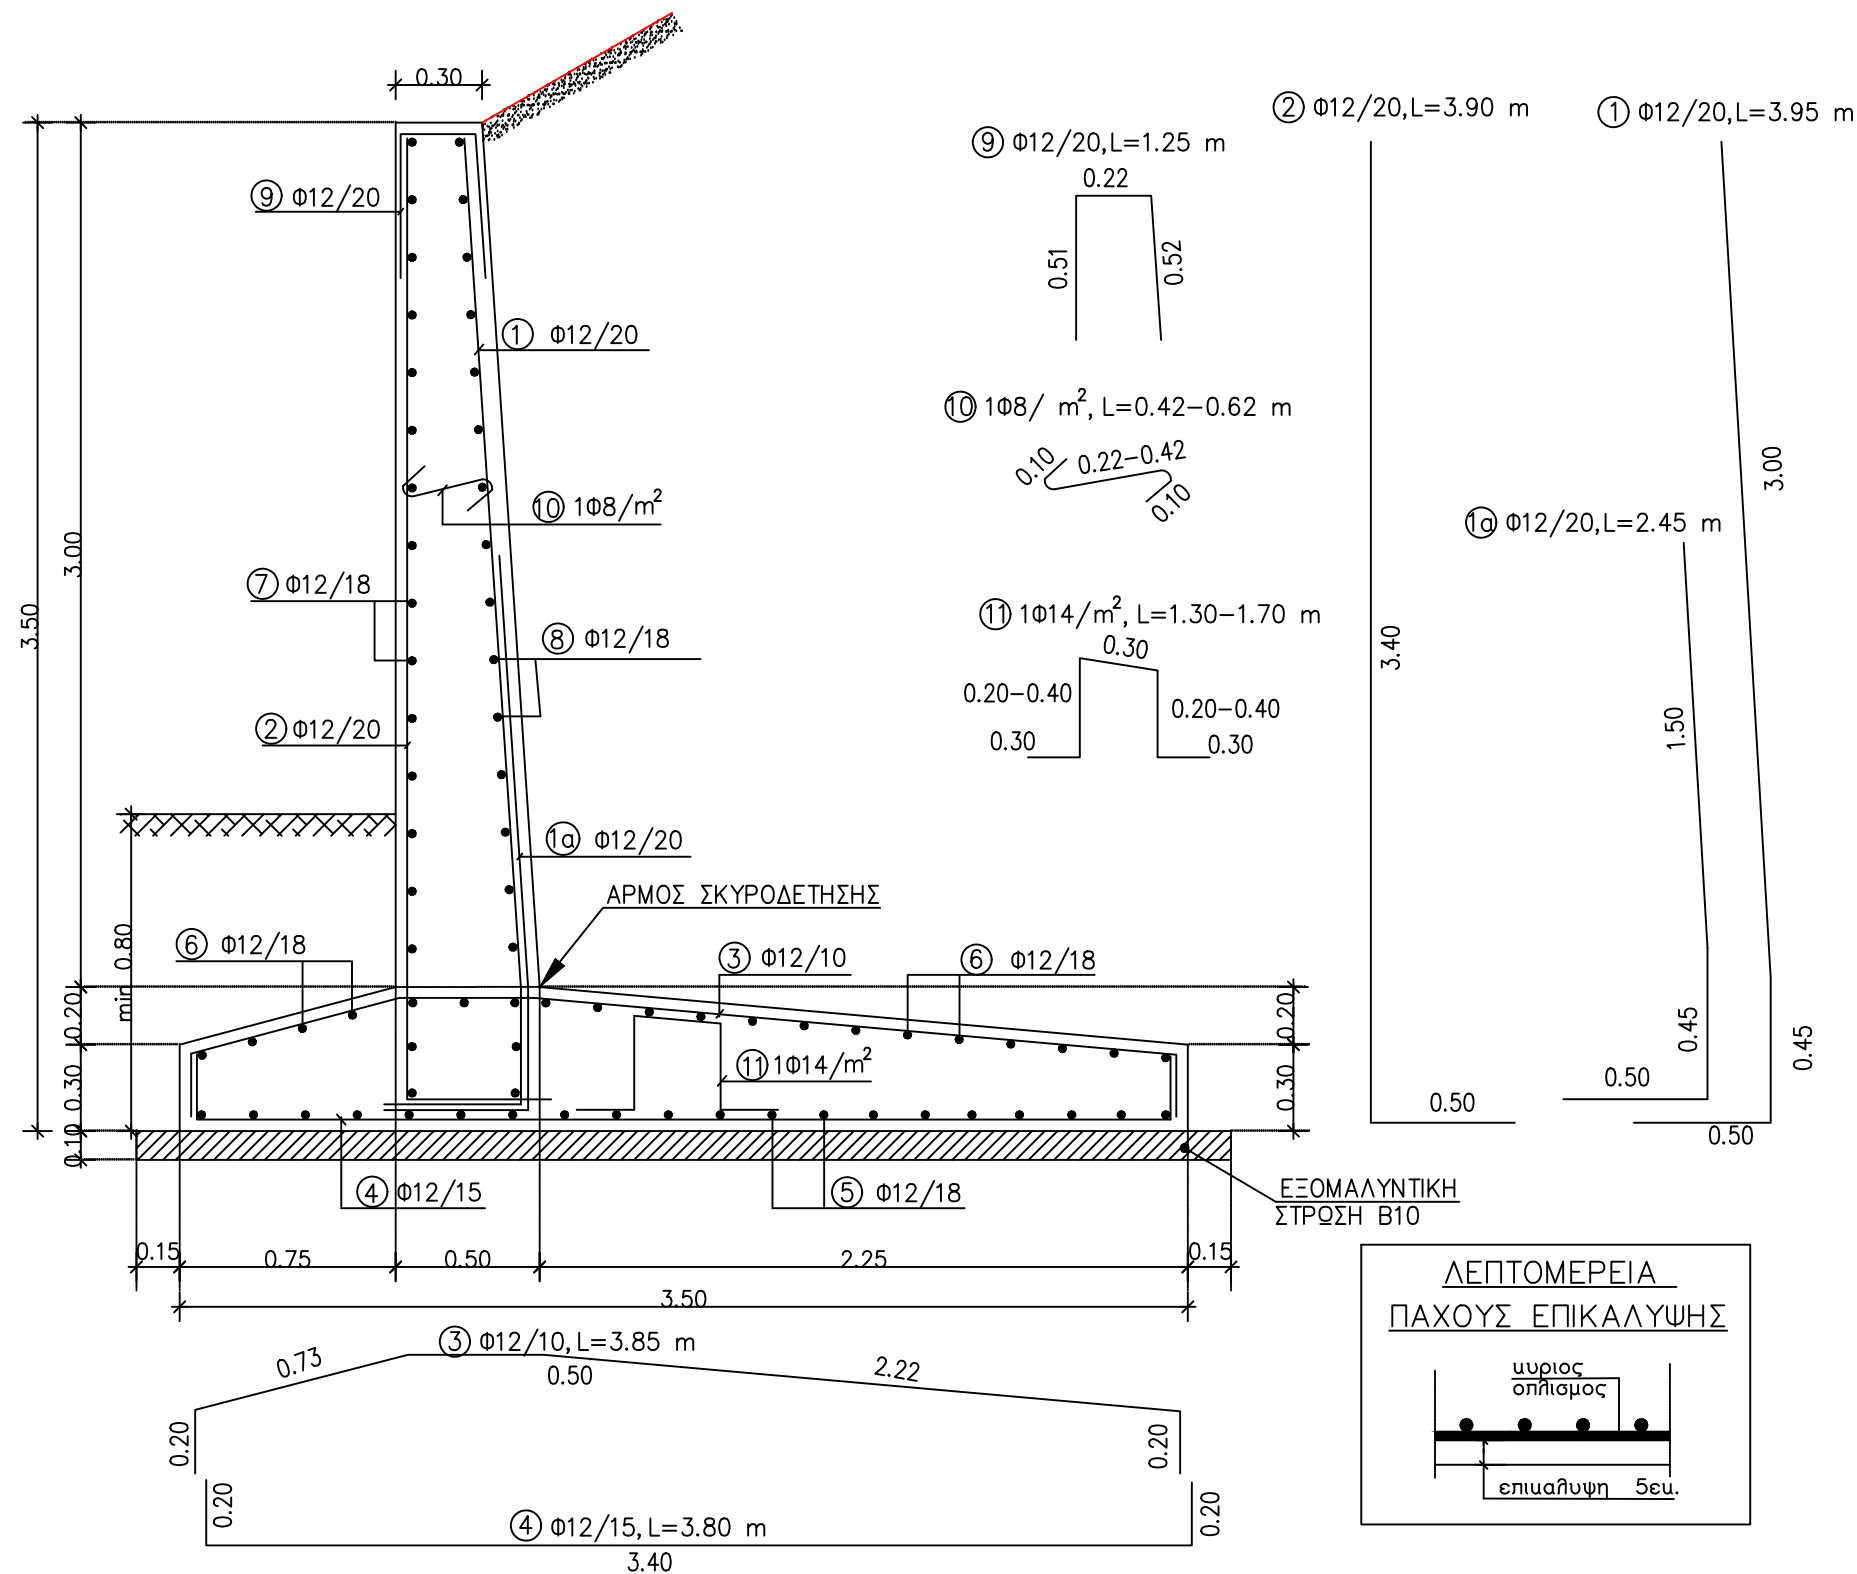 0.30
② Φ12/20,L=3.90 m
① Φ12/20,L=3.95 m
⑨ Φ12/20,L=1.25 m
0.22
0.51
0.52
⑨ Φ12/20
① Φ12/20
⑩ 1Φ8/ m², L=0.42-0.62 m
0.10
0.22-0.42
0.10
3.00
⑩ 1Φ8/m²
1α Φ12/20,L=2.45 m
3.00
3.50
⑦ Φ12/18
⑧ Φ12/18
⑪ 1Φ14/m², L=1.30-1.70 m
0.30
0.20-0.40
0.20-0.40
0.30
0.30
3.40
1.50
② Φ12/20
1α Φ12/20
ΑΡΜΟΣ ΣΚΥΡΟΔΕΤΗΣΗΣ
min 0.80
⑥ Φ12/18
③ Φ12/10
⑥ Φ12/18
0.20
0.20
0.45
0.45
⑪ 1Φ14/m²
0.30
0.30
0.50
0.50
0.50
0.10
④ Φ12/15
⑤ Φ12/18
ΕΞΟΜΑΛΥΝΤΙΚΗ
ΣΤΡΩΣΗ Β10
0.15
0.75
0.50
2.25
0.15
3.50
ΛΕΠΤΟΜΕΡΕΙΑ
ΠΑΧΟΥΣ ΕΠΙΚΑΛΥΨΗΣ
κυριος
οπλισμος
επικαλυψη 5εκ.
③ Φ12/10,L=3.85 m
0.73
0.50
2.22
0.20
0.20
0.20
④ Φ12/15,L=3.80 m
0.20
3.40